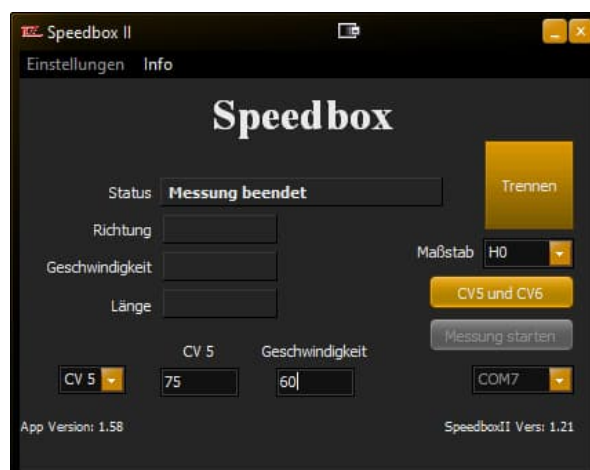 Speedbox II
Einstellungen Info
Speedbox
Trennen
Status Messung beendet
Richtung
Maßstab H0
Geschwindigkeit
CV5 und CV6
Länge
Messung starten
CV 5 Geschwindigkeit
CV 5 75 60 COM7
App Version: 1.58 SpeedboxII Vers: 1.21